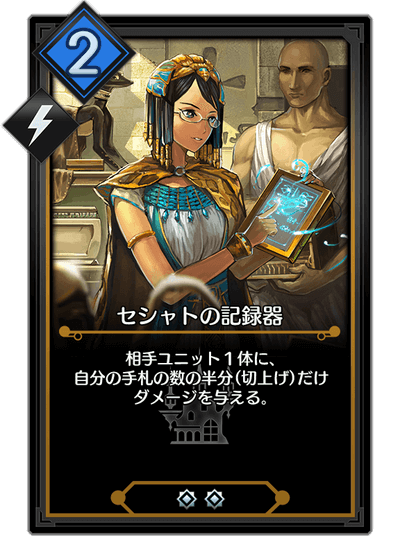 2
セシャトの記録器
相手ユニット1体に、
自分の手札の数の半分(切上げ)だけ
ダメージを与える。